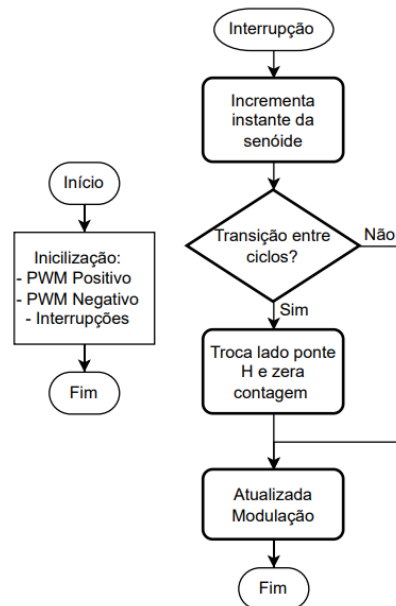 Início
Inicilização:
- PWM Positivo
- PWM Negativo
- Interrupções
Fim
Interrupção
Incrementa
instante da
senóide
Transição entre
ciclos?
Não
Sim
Troca lado ponte
H e zera
contagem
Atualizada
Modulação
Fim